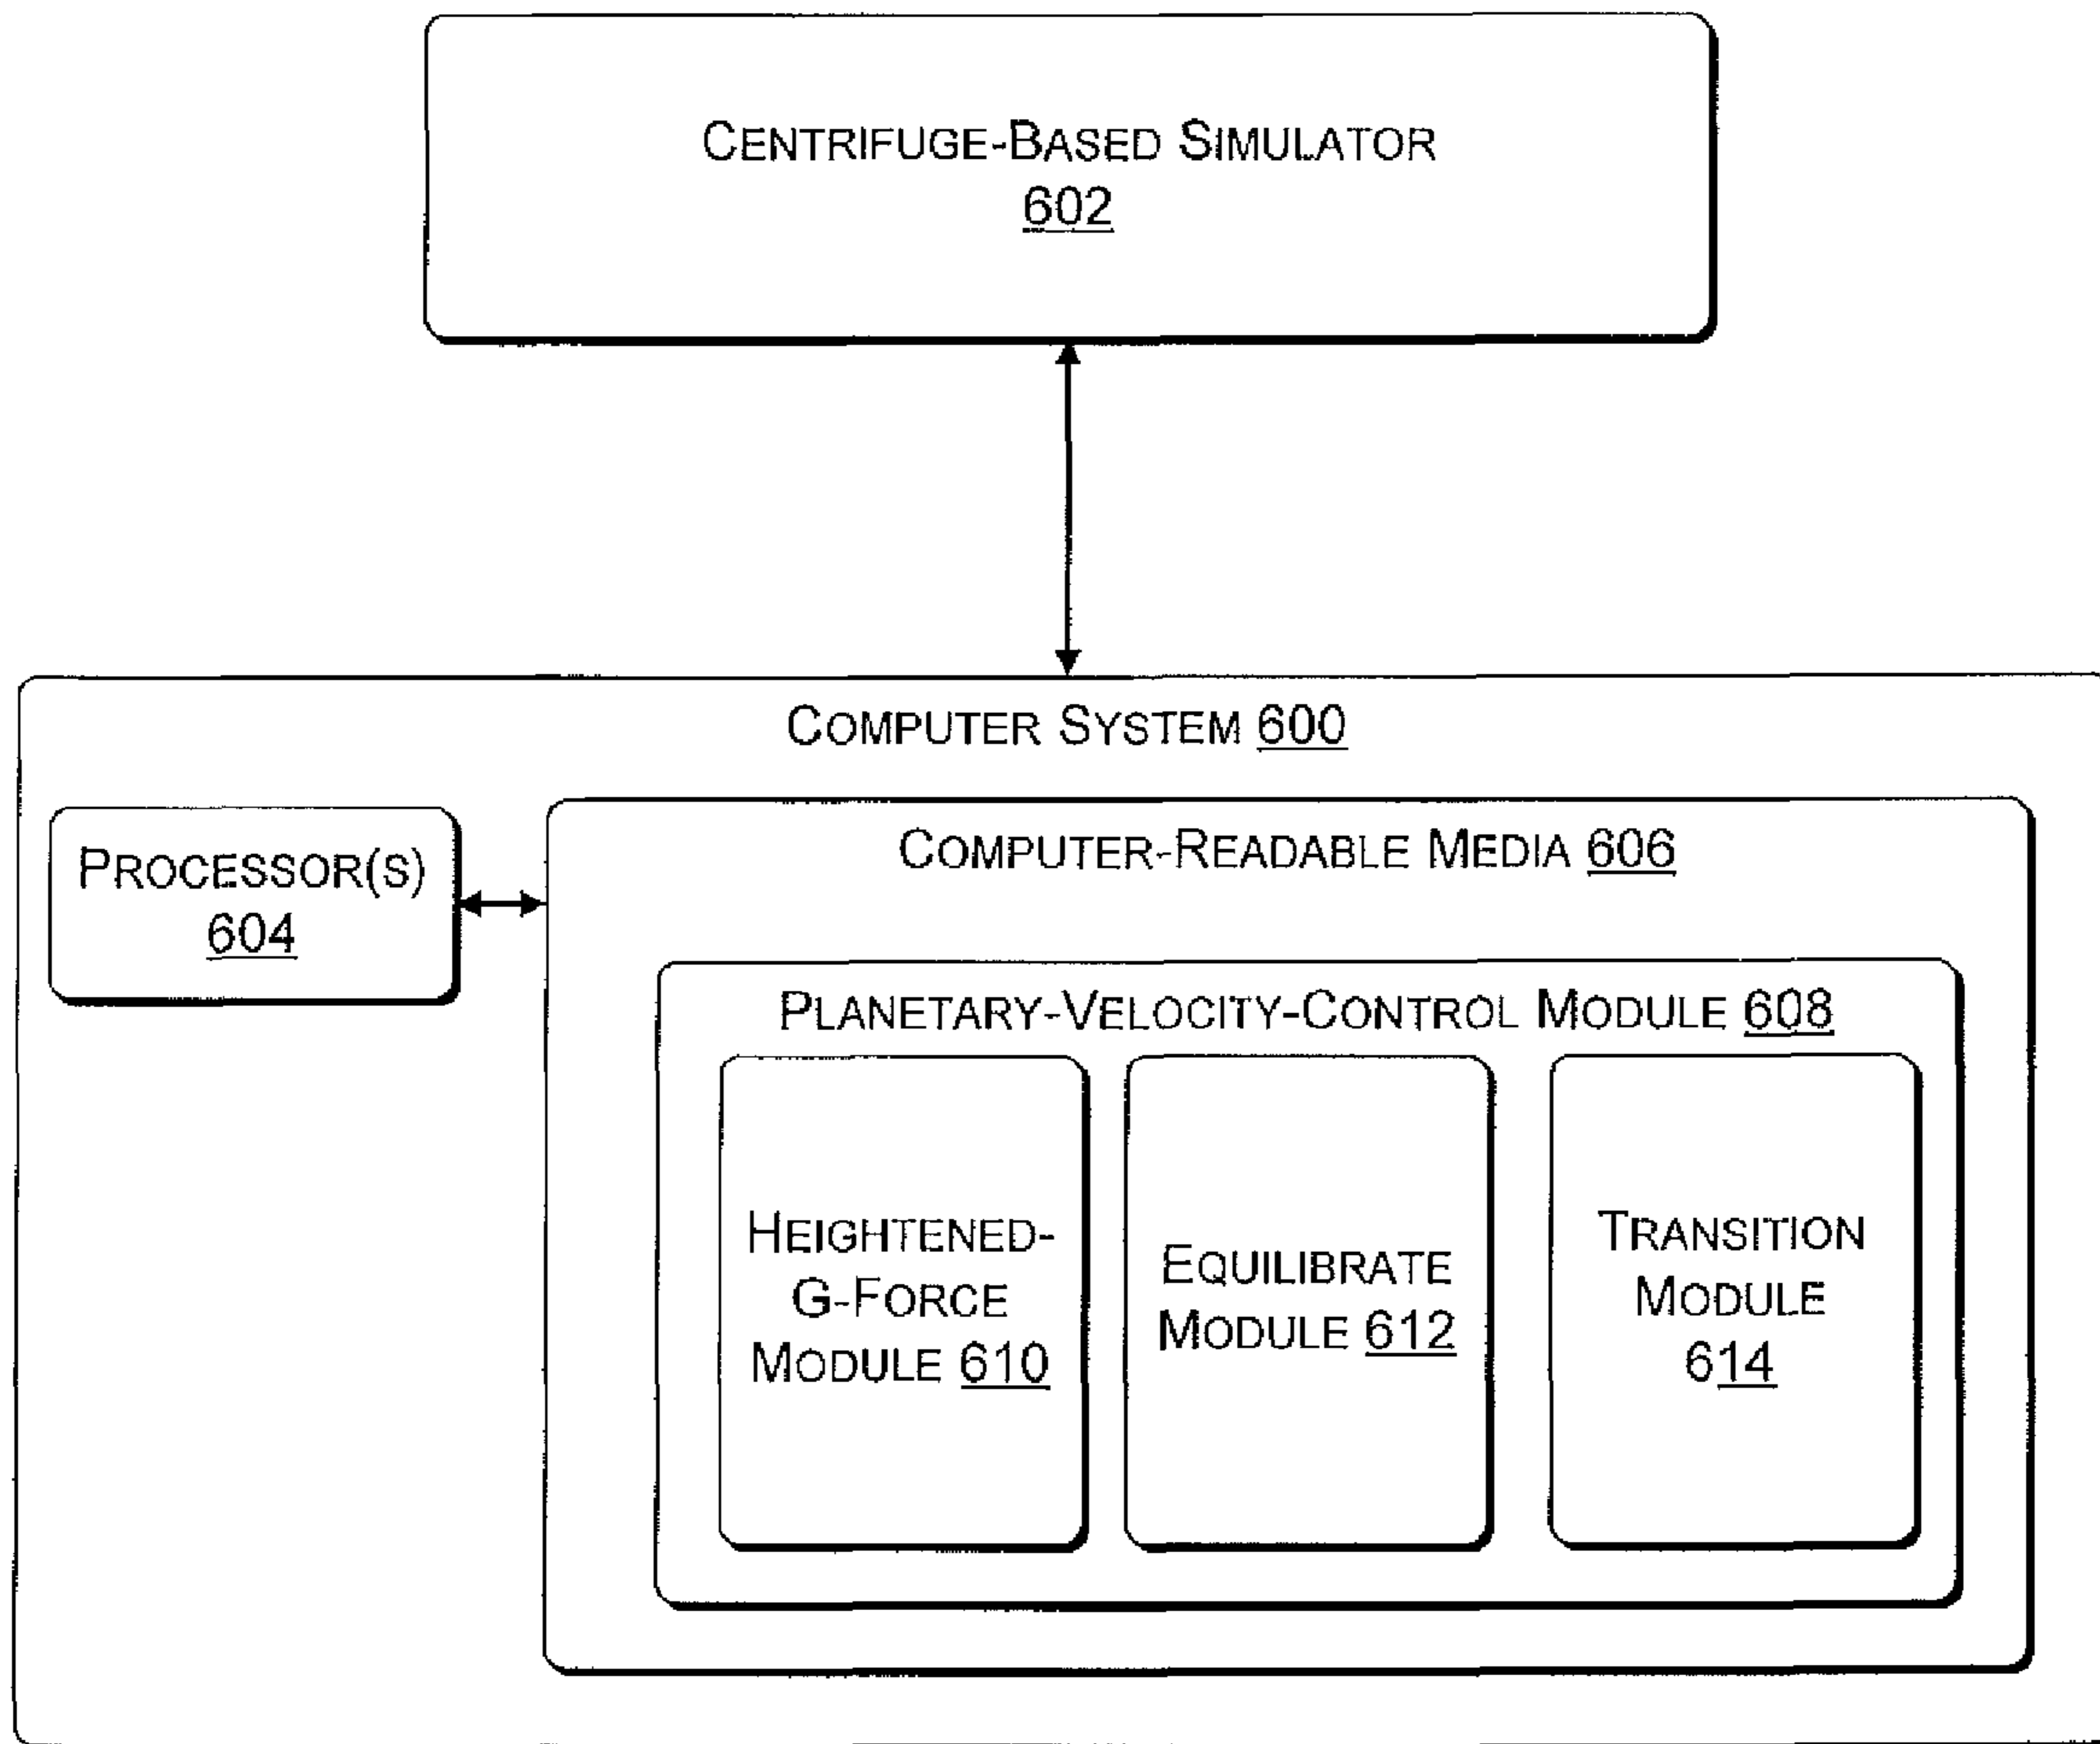 CENTRIFUGE-BASED SIMULATOR
602
COMPUTER SYSTEM 600
PROCESSOR(S)
604
COMPUTER-READABLE MEDIA 606
PLANETARY-VELOCITY-CONTROL MODULE 608
HEIGHTENED-
G-FORCE
MODULE 610
EQUILIBRATE
MODULE 612
TRANSITION
MODULE
614